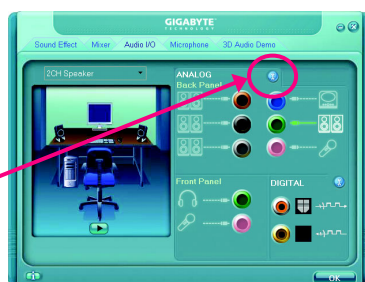 GIGABYTE
TECHNOLOGY
Sound Effect Mixer Audio I/O Microphone 3D Audio Demo
2CH Speaker
ANALOG
Back Panel
Front Panel
DIGITAL
OK